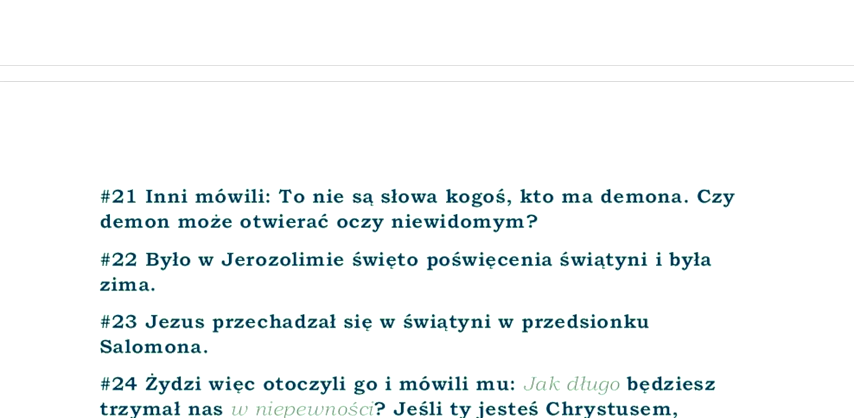 #21 Inni mówili: To nie są słowa kogoś, kto ma demona. Czy
demon może otwierać oczy niewidomym?
#22 Było w Jerozolimie święto poświęcenia świątyni i była
zima.
#23 Jezus przechadzał się w świątyni w przedsionku
Salomona.
#24 Żydzi więc otoczyli go i mówili mu: Jak długo będziesz
trzymał nas w niepewności? Jeśli ty jesteś Chrystusem,